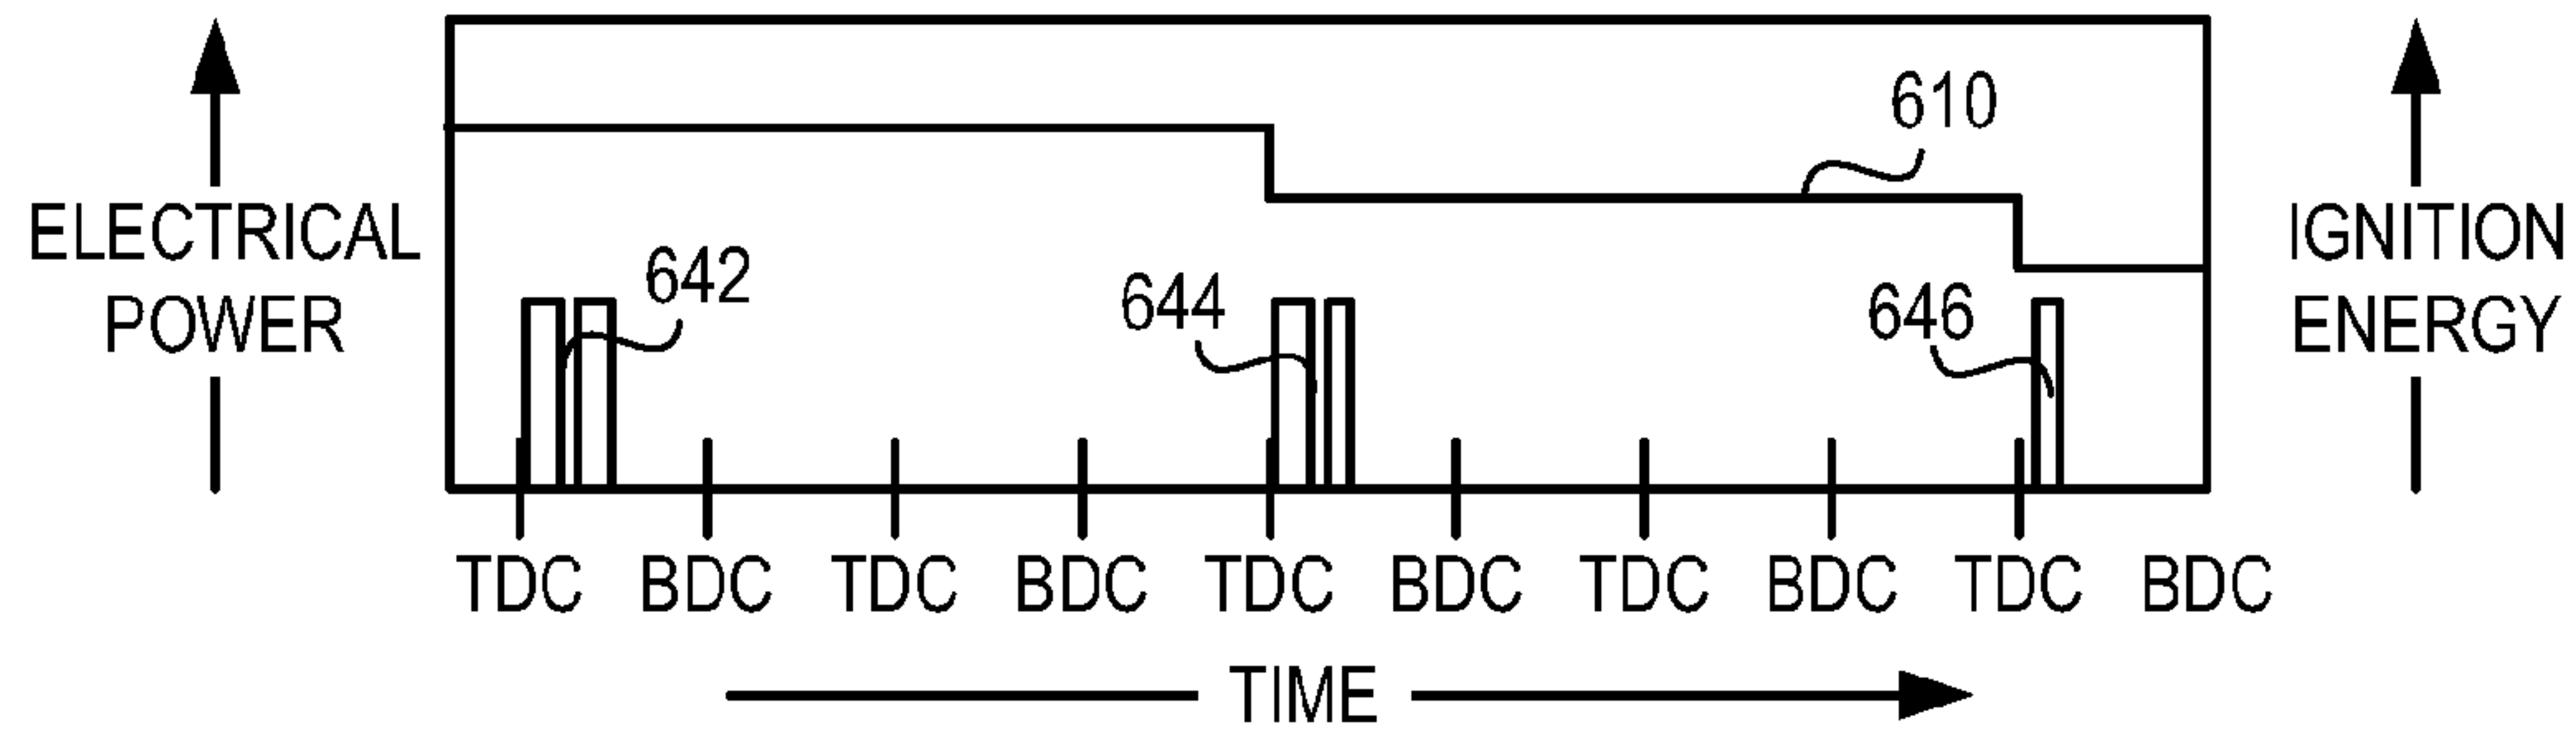 610
ELECTRICAL
POWER
IGNITION
ENERGY
642
644
646
TDC BDC TDC BDC TDC BDC TDC BDC TDC BDC
TIME